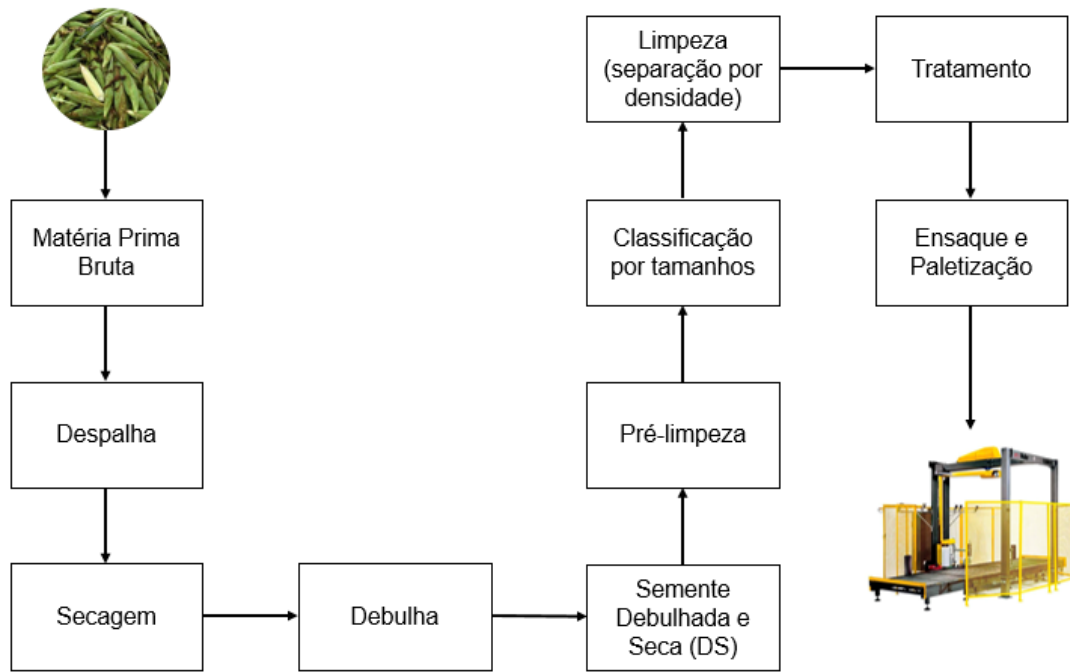 Matéria Prima
Bruta
Despalha
Secagem
Debulha
Semente
Debulhada e
Seca (DS)
Pré-limpeza
Classificação
por tamanhos
Limpeza
(separação por
densidade)
Tratamento
Ensaque e
Paletização